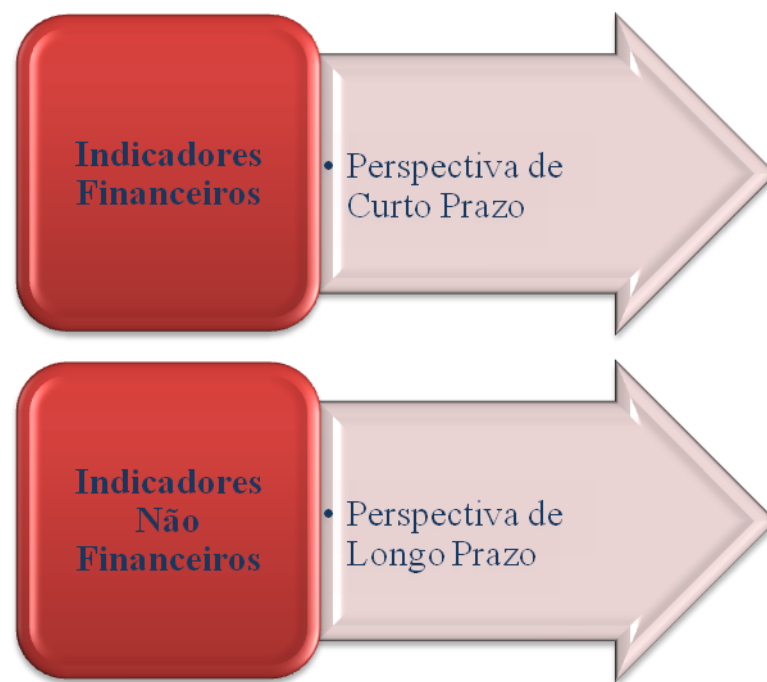 Indicadores
Financeiros
• Perspectiva de
Curto Prazo
Indicadores
Não
Financeiros
• Perspectiva de
Longo Prazo